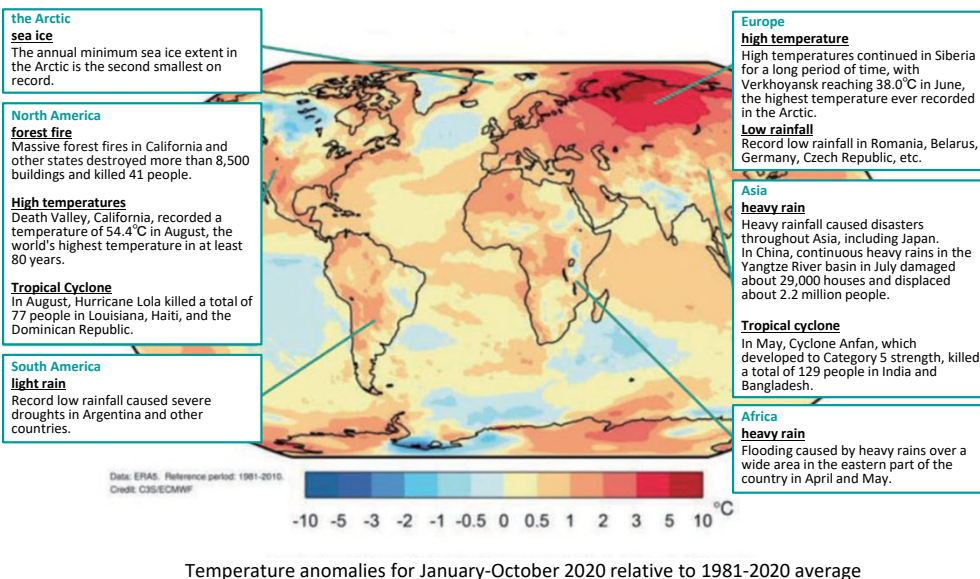 the Arctic
sea ice
The annual minimum sea ice extent in
the Arctic is the second smallest on
record.
North America
forest fire
Massive forest fires in California and
other states destroyed more than 8,500
buildings and killed 41 people.
High temperatures
Death Valley, California, recorded a
temperature of 54.4℃ in August, the
world's highest temperature in at least
80 years.
Tropical Cyclone
In August, Hurricane Lola killed a total of
77 people in Louisiana, Haiti, and the
Dominican Republic.
South America
light rain
Record low rainfall caused severe
droughts in Argentina and other
countries.
Europe
high temperature
High temperatures continued in Siberia
for a long period of time, with
Verkhoyansk reaching 38.0℃ in June,
the highest temperature ever recorded
in the Arctic.
Low rainfall
Record low rainfall in Romania, Belarus,
Germany, Czech Republic, etc.
Asia
heavy rain
Heavy rainfall caused disasters
throughout Asia, including Japan.
In China, continuous heavy rains in the
Yangtze River basin in July damaged
about 29,000 houses and displaced
about 2.2 million people.
Tropical cyclone
In May, Cyclone Anfan, which
developed to Category 5 strength, killed
a total of 129 people in India and
Bangladesh.
Africa
heavy rain
Flooding caused by heavy rains over a
wide area in the eastern part of the
country in April and May.
Data: ERA5. Reference period: 1981-2010.
Credit: C3S/ECMWF
-10 -5 -3 -2 -1 -0.5 0 0.5 1 2 3 5 10 °C
Temperature anomalies for January-October 2020 relative to 1981-2020 average